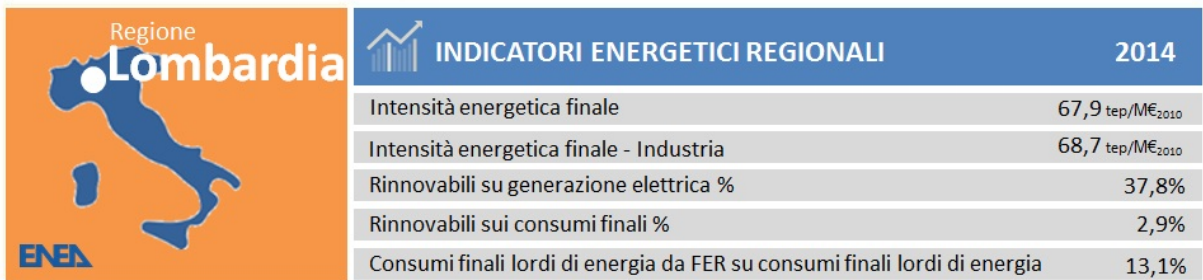 Regione
Lombardia
ENEA
INDICATORI ENERGETICI REGIONALI 2014
Intensità energetica finale 67,9 tep/M€2010
Intensità energetica finale - Industria 68,7 tep/M€2010
Rinnovabili su generazione elettrica % 37,8%
Rinnovabili sui consumi finali % 2,9%
Consumi finali lordi di energia da FER su consumi finali lordi di energia 13,1%